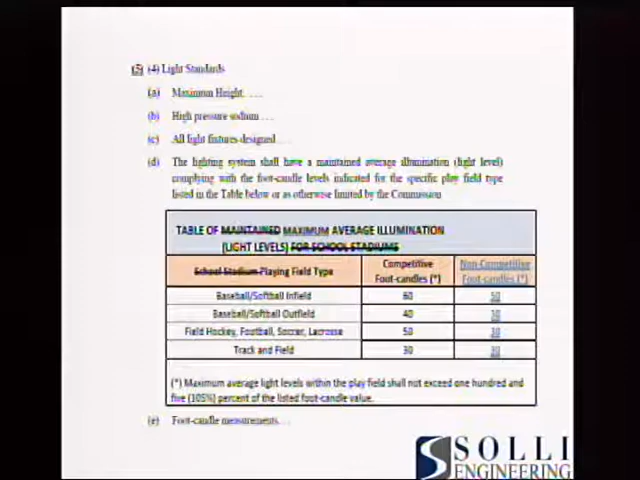 (5) (4) Light Standards
(a) Maximum Height. . . .
(b) High pressure sodium . . .
(c) All light fixtures designed . . .
(d) The lighting system shall have a maintained average illumination (light level)
complying with the foot-candle levels indicated for the specific play field type
listed in the Table below or as otherwise limited by the Commission
TABLE OF MAINTAINED MAXIMUM AVERAGE ILLUMINATION
(LIGHT LEVELS) FOR SCHOOL STADIUMS
School Stadium Playing Field Type Competitive Foot-candles (*) Non-Competitive Foot-candles (*)
Baseball/Softball Infield 60 50
Baseball/Softball Outfield 40 30
Field Hockey, Football, Soccer, Lacrosse 50 30
Track and Field 30 30
(*) Maximum average light levels within the play field shall not exceed one hundred and
five (105%) percent of the listed foot-candle value.
(e) Foot-candle measurements. . .
SOLLI
ENGINEERING